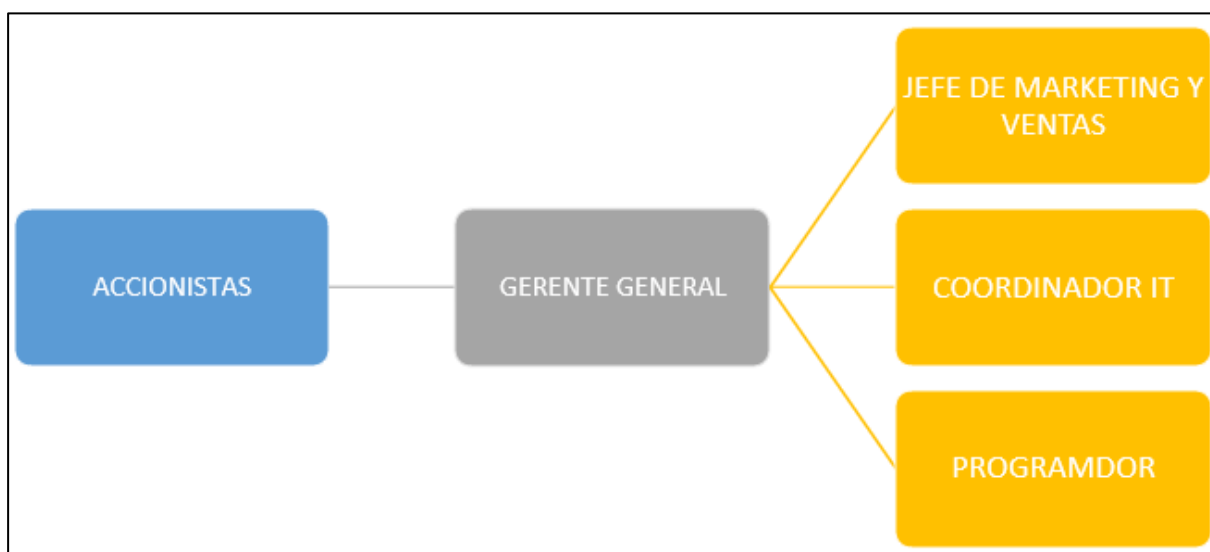 ACCIONISTAS
GERENTE GENERAL
JEFE DE MARKETING Y
VENTAS
COORDINADOR IT
PROGRAMDOR